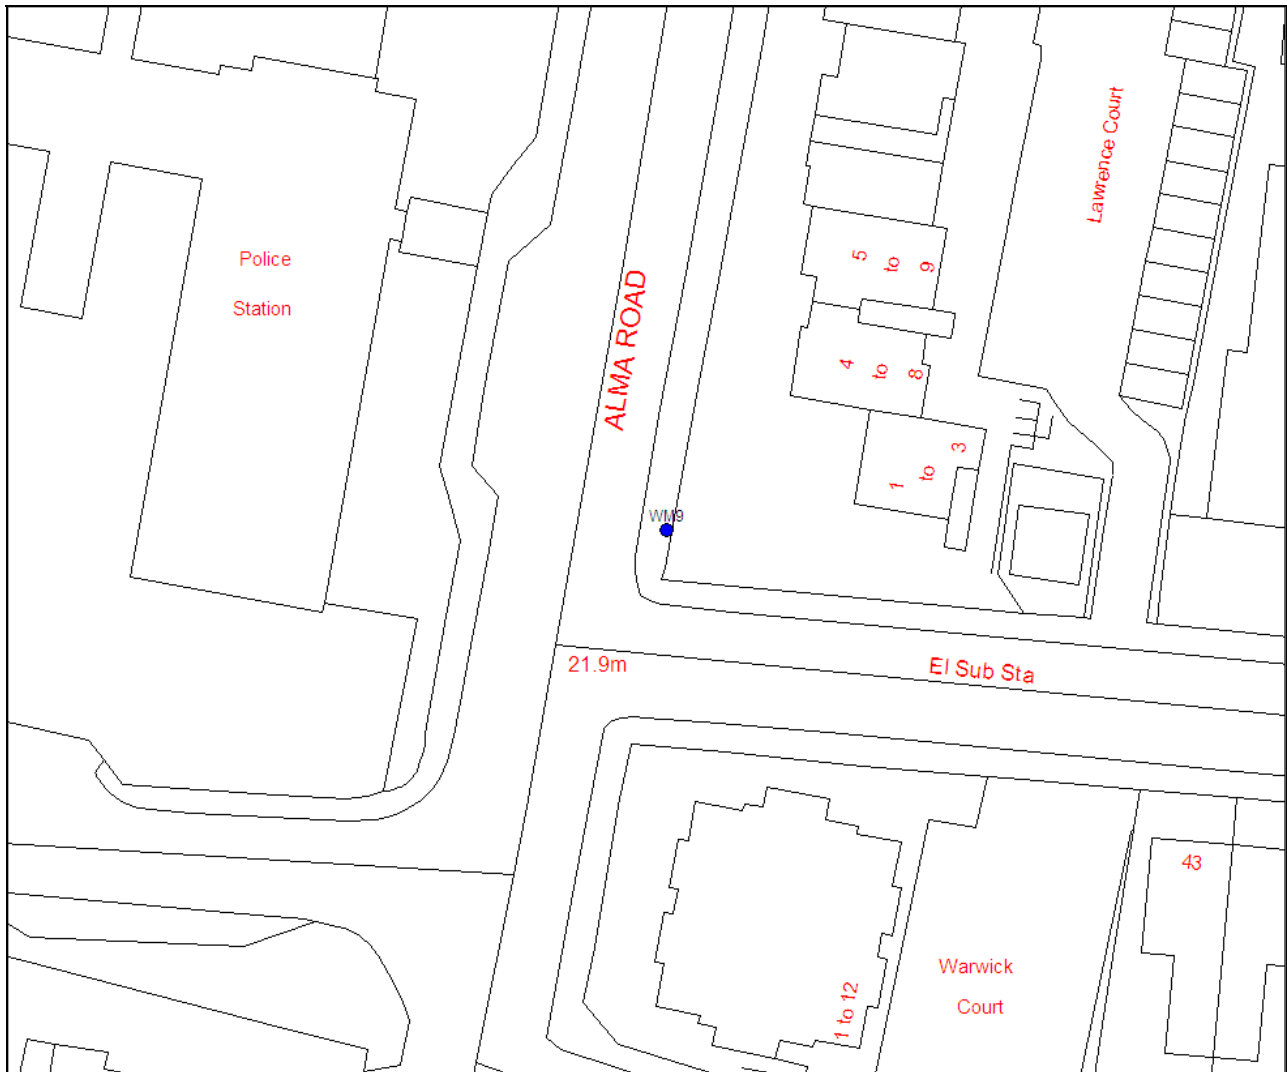 Lawrence Court
Police
Station
5 to 9
ALMA ROAD
4 to 8
1 to 3
WM9
21.9m
El Sub Sta
43
Warwick
Court
1 to 12